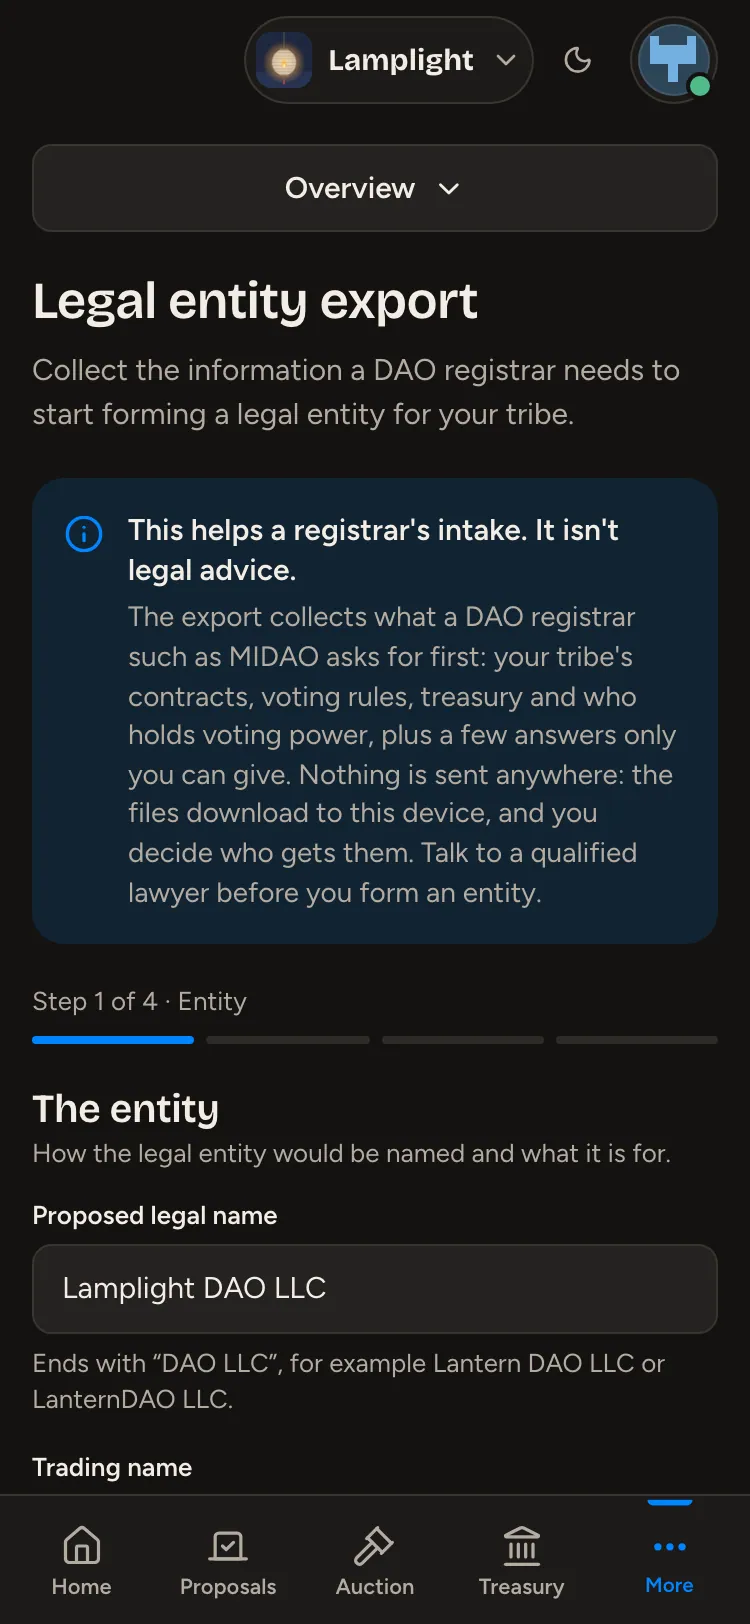 Lamplight
Overview
Legal entity export
Collect the information a DAO registrar needs to
start forming a legal entity for your tribe.
This helps a registrar's intake. It isn't
legal advice.
The export collects what a DAO registrar
such as MIDAO asks for first: your tribe's
contracts, voting rules, treasury and who
holds voting power, plus a few answers only
you can give. Nothing is sent anywhere: the
files download to this device, and you
decide who gets them. Talk to a qualified
lawyer before you form an entity.
Step 1 of 4 · Entity
The entity
How the legal entity would be named and what it is for.
Proposed legal name
Lamplight DAO LLC
Ends with “DAO LLC”, for example Lantern DAO LLC or
LanternDAO LLC.
Trading name
Home
Proposals
Auction
Treasury
More